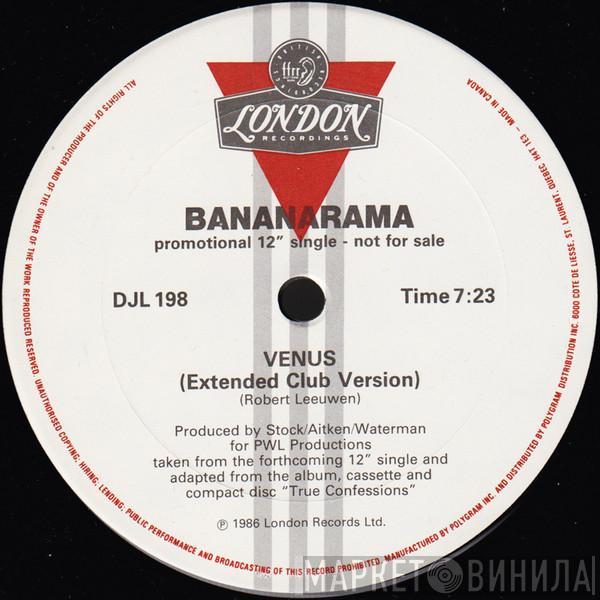 ffrr
LONDON
RECORDINGS
BANANARAMA
promotional 12" single - not for sale
DJL 198
Time 7:23
VENUS
(Extended Club Version)
(Robert Leeuwen)
Produced by Stock/Aitken/Waterman
for PWL Productions
taken from the forthcoming 12" single and
adapted from the album, cassette and
compact disc "True Confessions"
℗ 1986 London Records Ltd.
ALL RIGHTS OF THE PRODUCER AND OF THE OWNER OF THE WORK REPRODUCED RESERVED. UNAUTHORISED COPYING, HIRING, LENDING, PUBLIC PERFORMANCE AND BROADCASTING OF THIS RECORD PROHIBITED. MANUFACTURED BY POLYGRAM INC. AND DISTRIBUTED BY POLYGRAM DISTRIBUTION INC. 6000 COTE DE LIESSE, ST. LAURENT, QUEBEC H4T 1E3 – MADE IN CANADA
МАРКЕТ ВИНИЛА